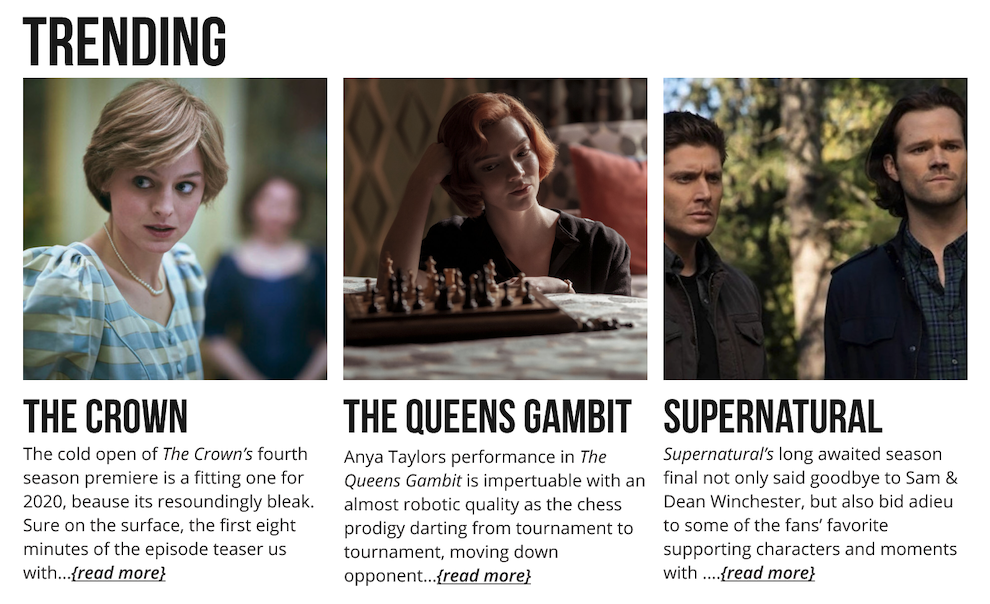 TRENDING
THE CROWN
The cold open of The Crown's fourth
season premiere is a fitting one for
2020, beause its resoundingly bleak.
Sure on the surface, the first eight
minutes of the episode teaser us
with...{read more}
THE QUEENS GAMBIT
Anya Taylors performance in The
Queens Gambit is impertuable with an
almost robotic quality as the chess
prodigy darting from tournament to
tournament, moving down
opponent...{read more}
SUPERNATURAL
Supernatural's long awaited season
final not only said goodbye to Sam &
Dean Winchester, but also bid adieu
to some of the fans’ favorite
supporting characters and moments
with ....{read more}